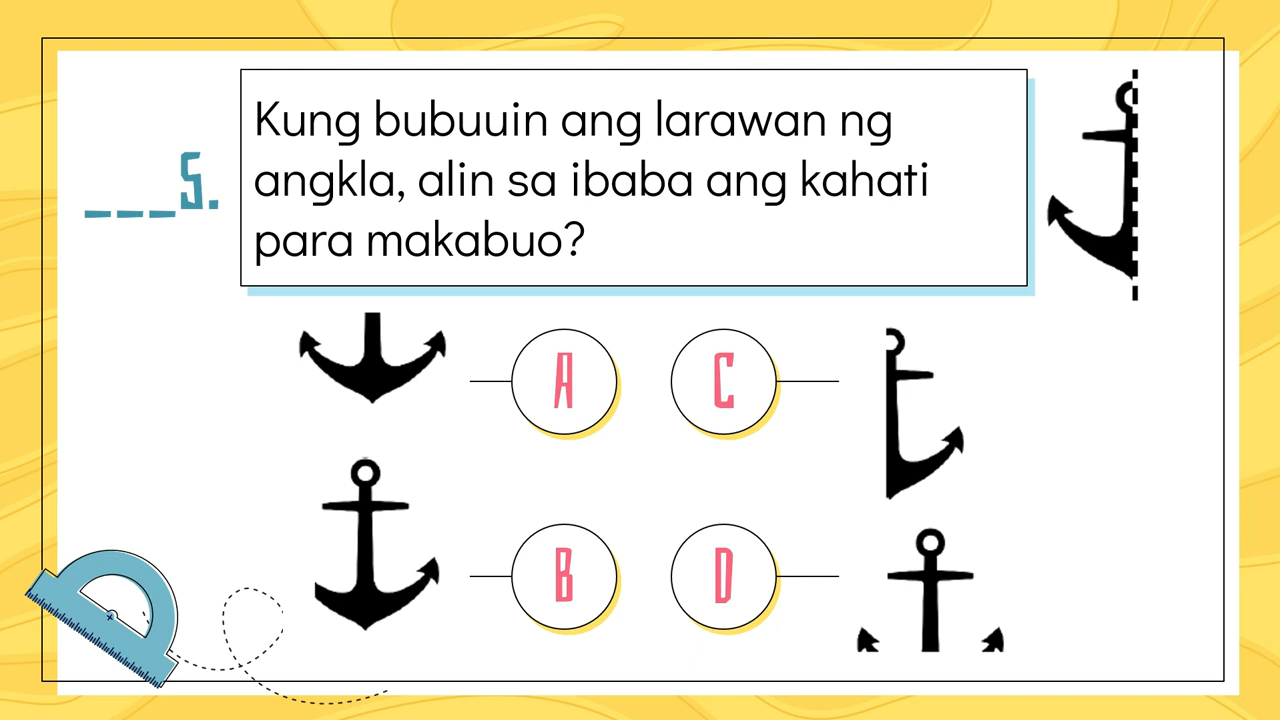 ___5.
Kung bubuuin ang larawan ng
angkla, alin sa ibaba ang kahati
para makabuo?
A
C
B
D